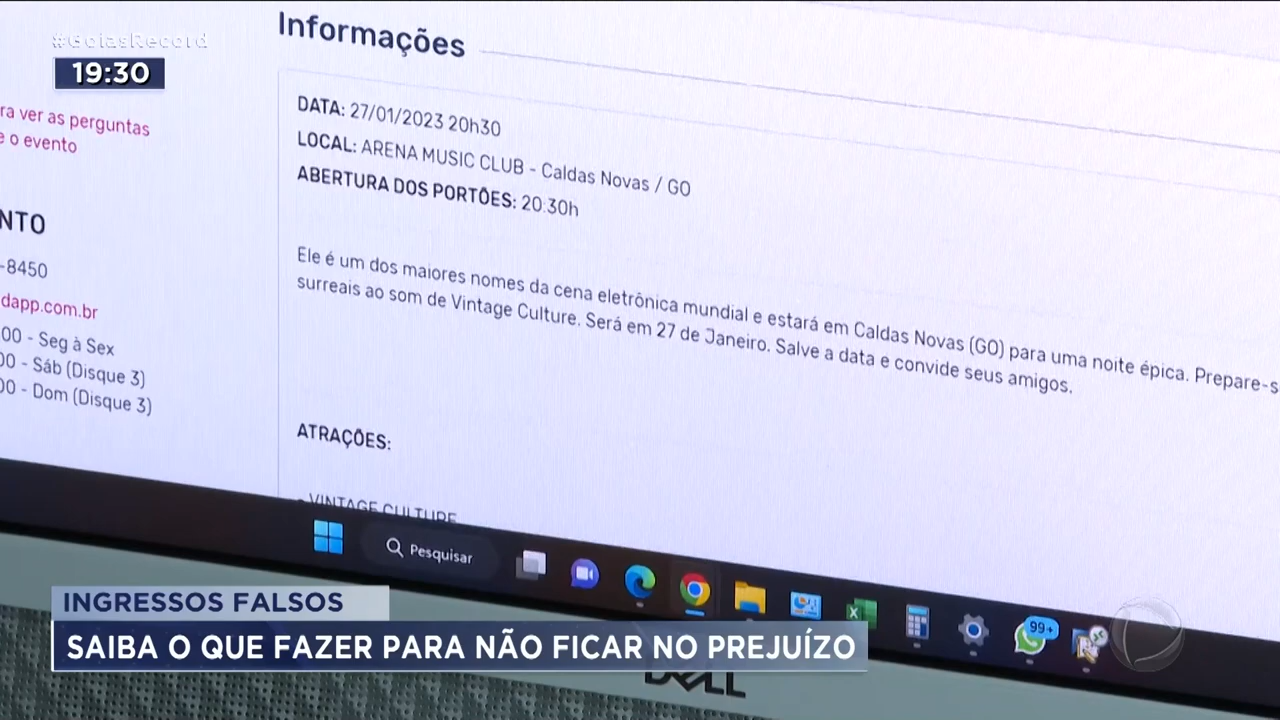 #GoiásRecord
19:30
ra ver as perguntas
e o evento
NTO
-8450
dapp.com.br
00 - Seg à Sex
00 - Sáb (Disque 3)
00 - Dom (Disque 3)
Informações
DATA: 27/01/2023 20h30
LOCAL: ARENA MUSIC CLUB - Caldas Novas / GO
ABERTURA DOS PORTÕES: 20:30h
Ele é um dos maiores nomes da cena eletrônica mundial e estará em Caldas Novas (GO) para uma noite épica. Prepare-s
surreais ao som de Vintage Culture. Será em 27 de Janeiro. Salve a data e convide seus amigos.
ATRAÇÕES:
- VINTAGE CULTURE
Pesquisar
99+
INGRESSOS FALSOS
SAIBA O QUE FAZER PARA NÃO FICAR NO PREJUÍZO
DELL